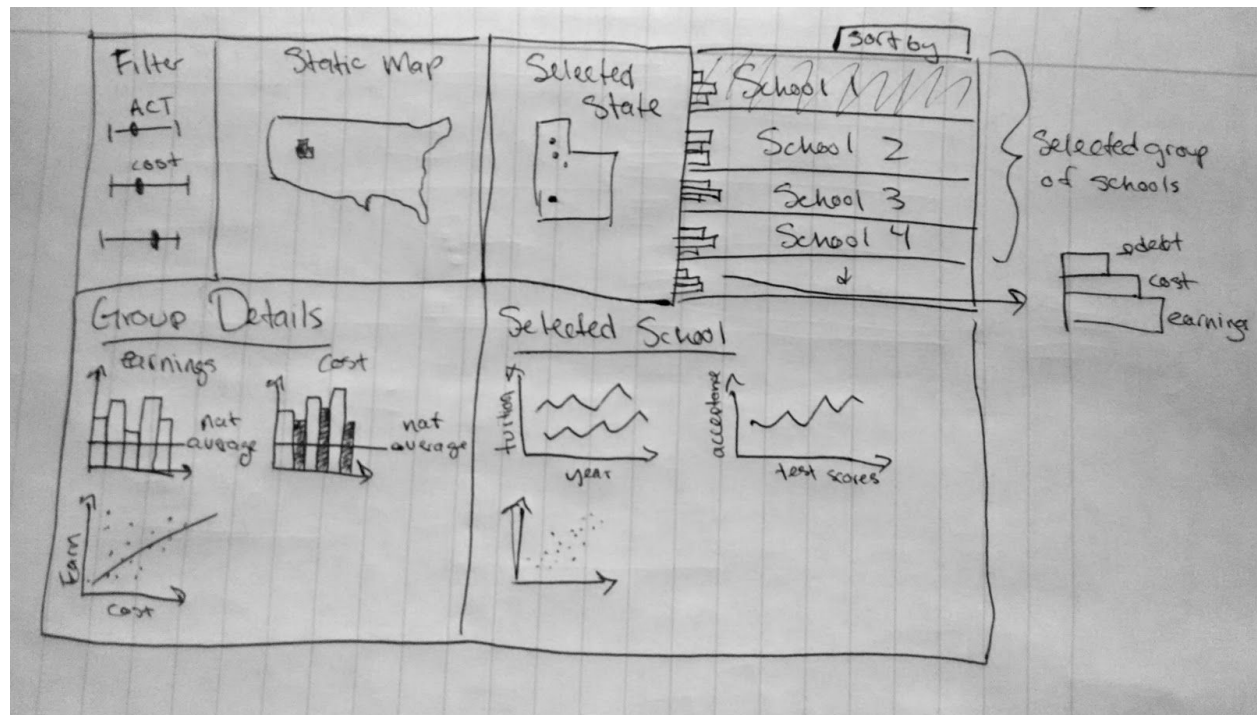 sort by
Filter
ACT
cost
Static Map
Selected
State
School 1
School 2
School 3
School 4
Selected group
of schools
debt
cost
earnings
Group Details
earnings
nat
average
cost
nat
average
Earn
cost
Selected School
tuition
year
acceptance
test scores